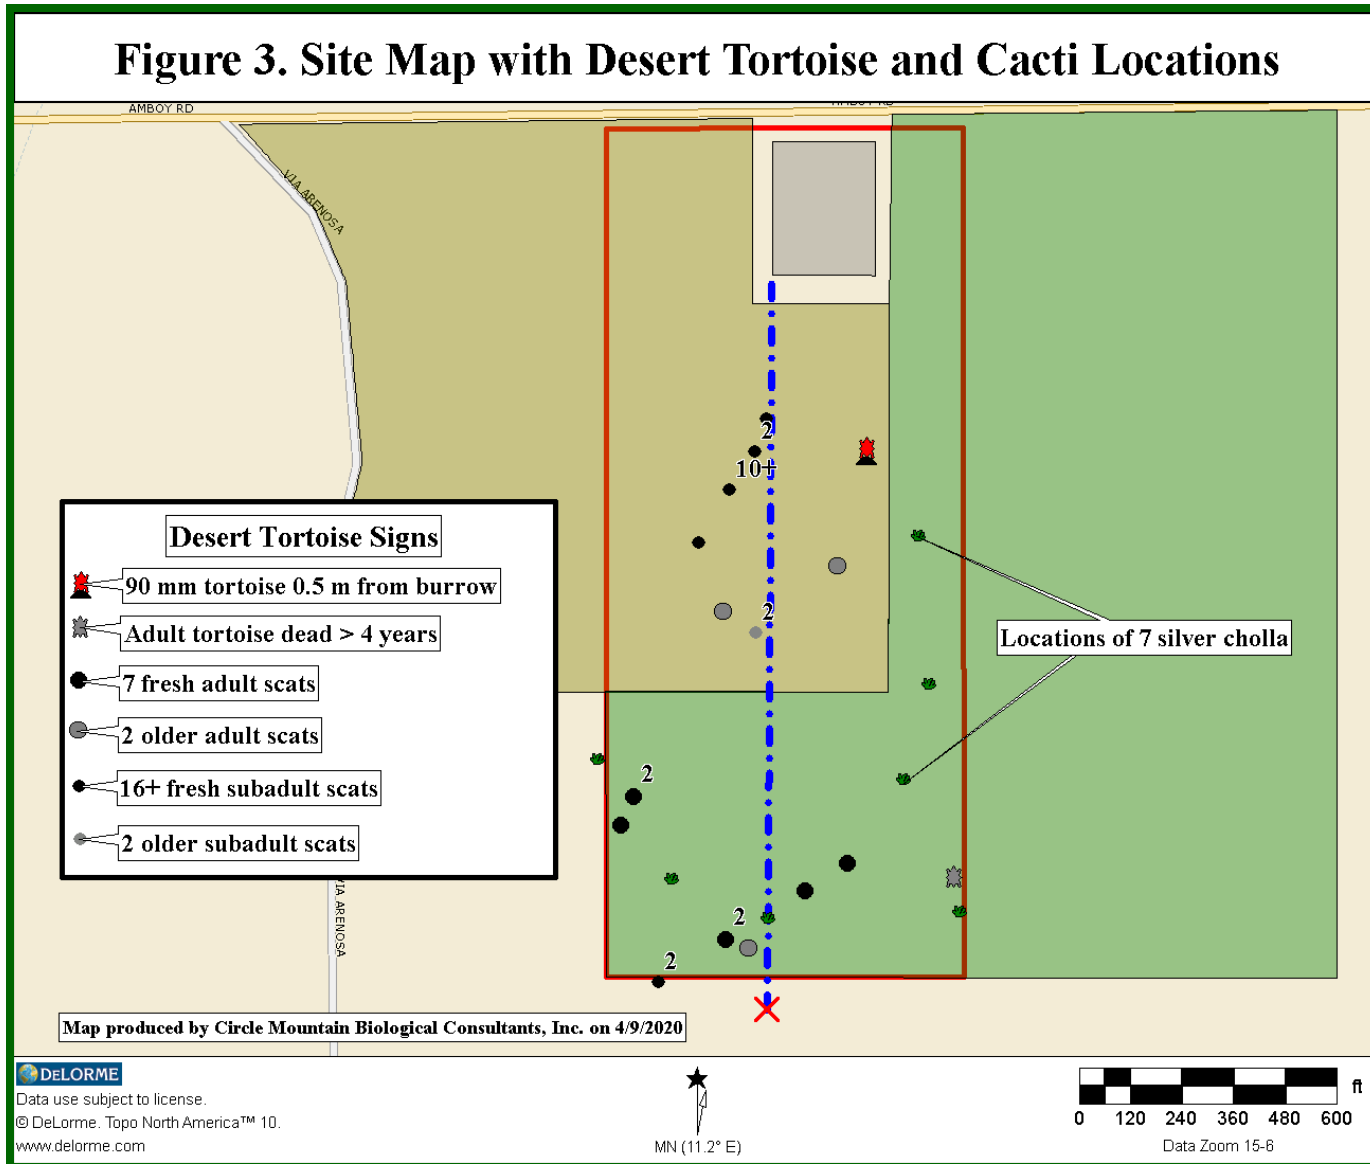 Figure 3. Site Map with Desert Tortoise and Cacti Locations
AMBOY RD
AMBOY RD
VIA ARENOSA
2
10+
Desert Tortoise Signs
90 mm tortoise 0.5 m from burrow
Adult tortoise dead > 4 years
7 fresh adult scats
2 older adult scats
16+ fresh subadult scats
2 older subadult scats
2
Locations of 7 silver cholla
2
2
2
VIA ARENOSA
Map produced by Circle Mountain Biological Consultants, Inc. on 4/9/2020
DELORME
Data use subject to license.
© DeLorme. Topo North America™ 10.
www.delorme.com
MN (11.2° E)
ft
0 120 240 360 480 600
Data Zoom 15-6